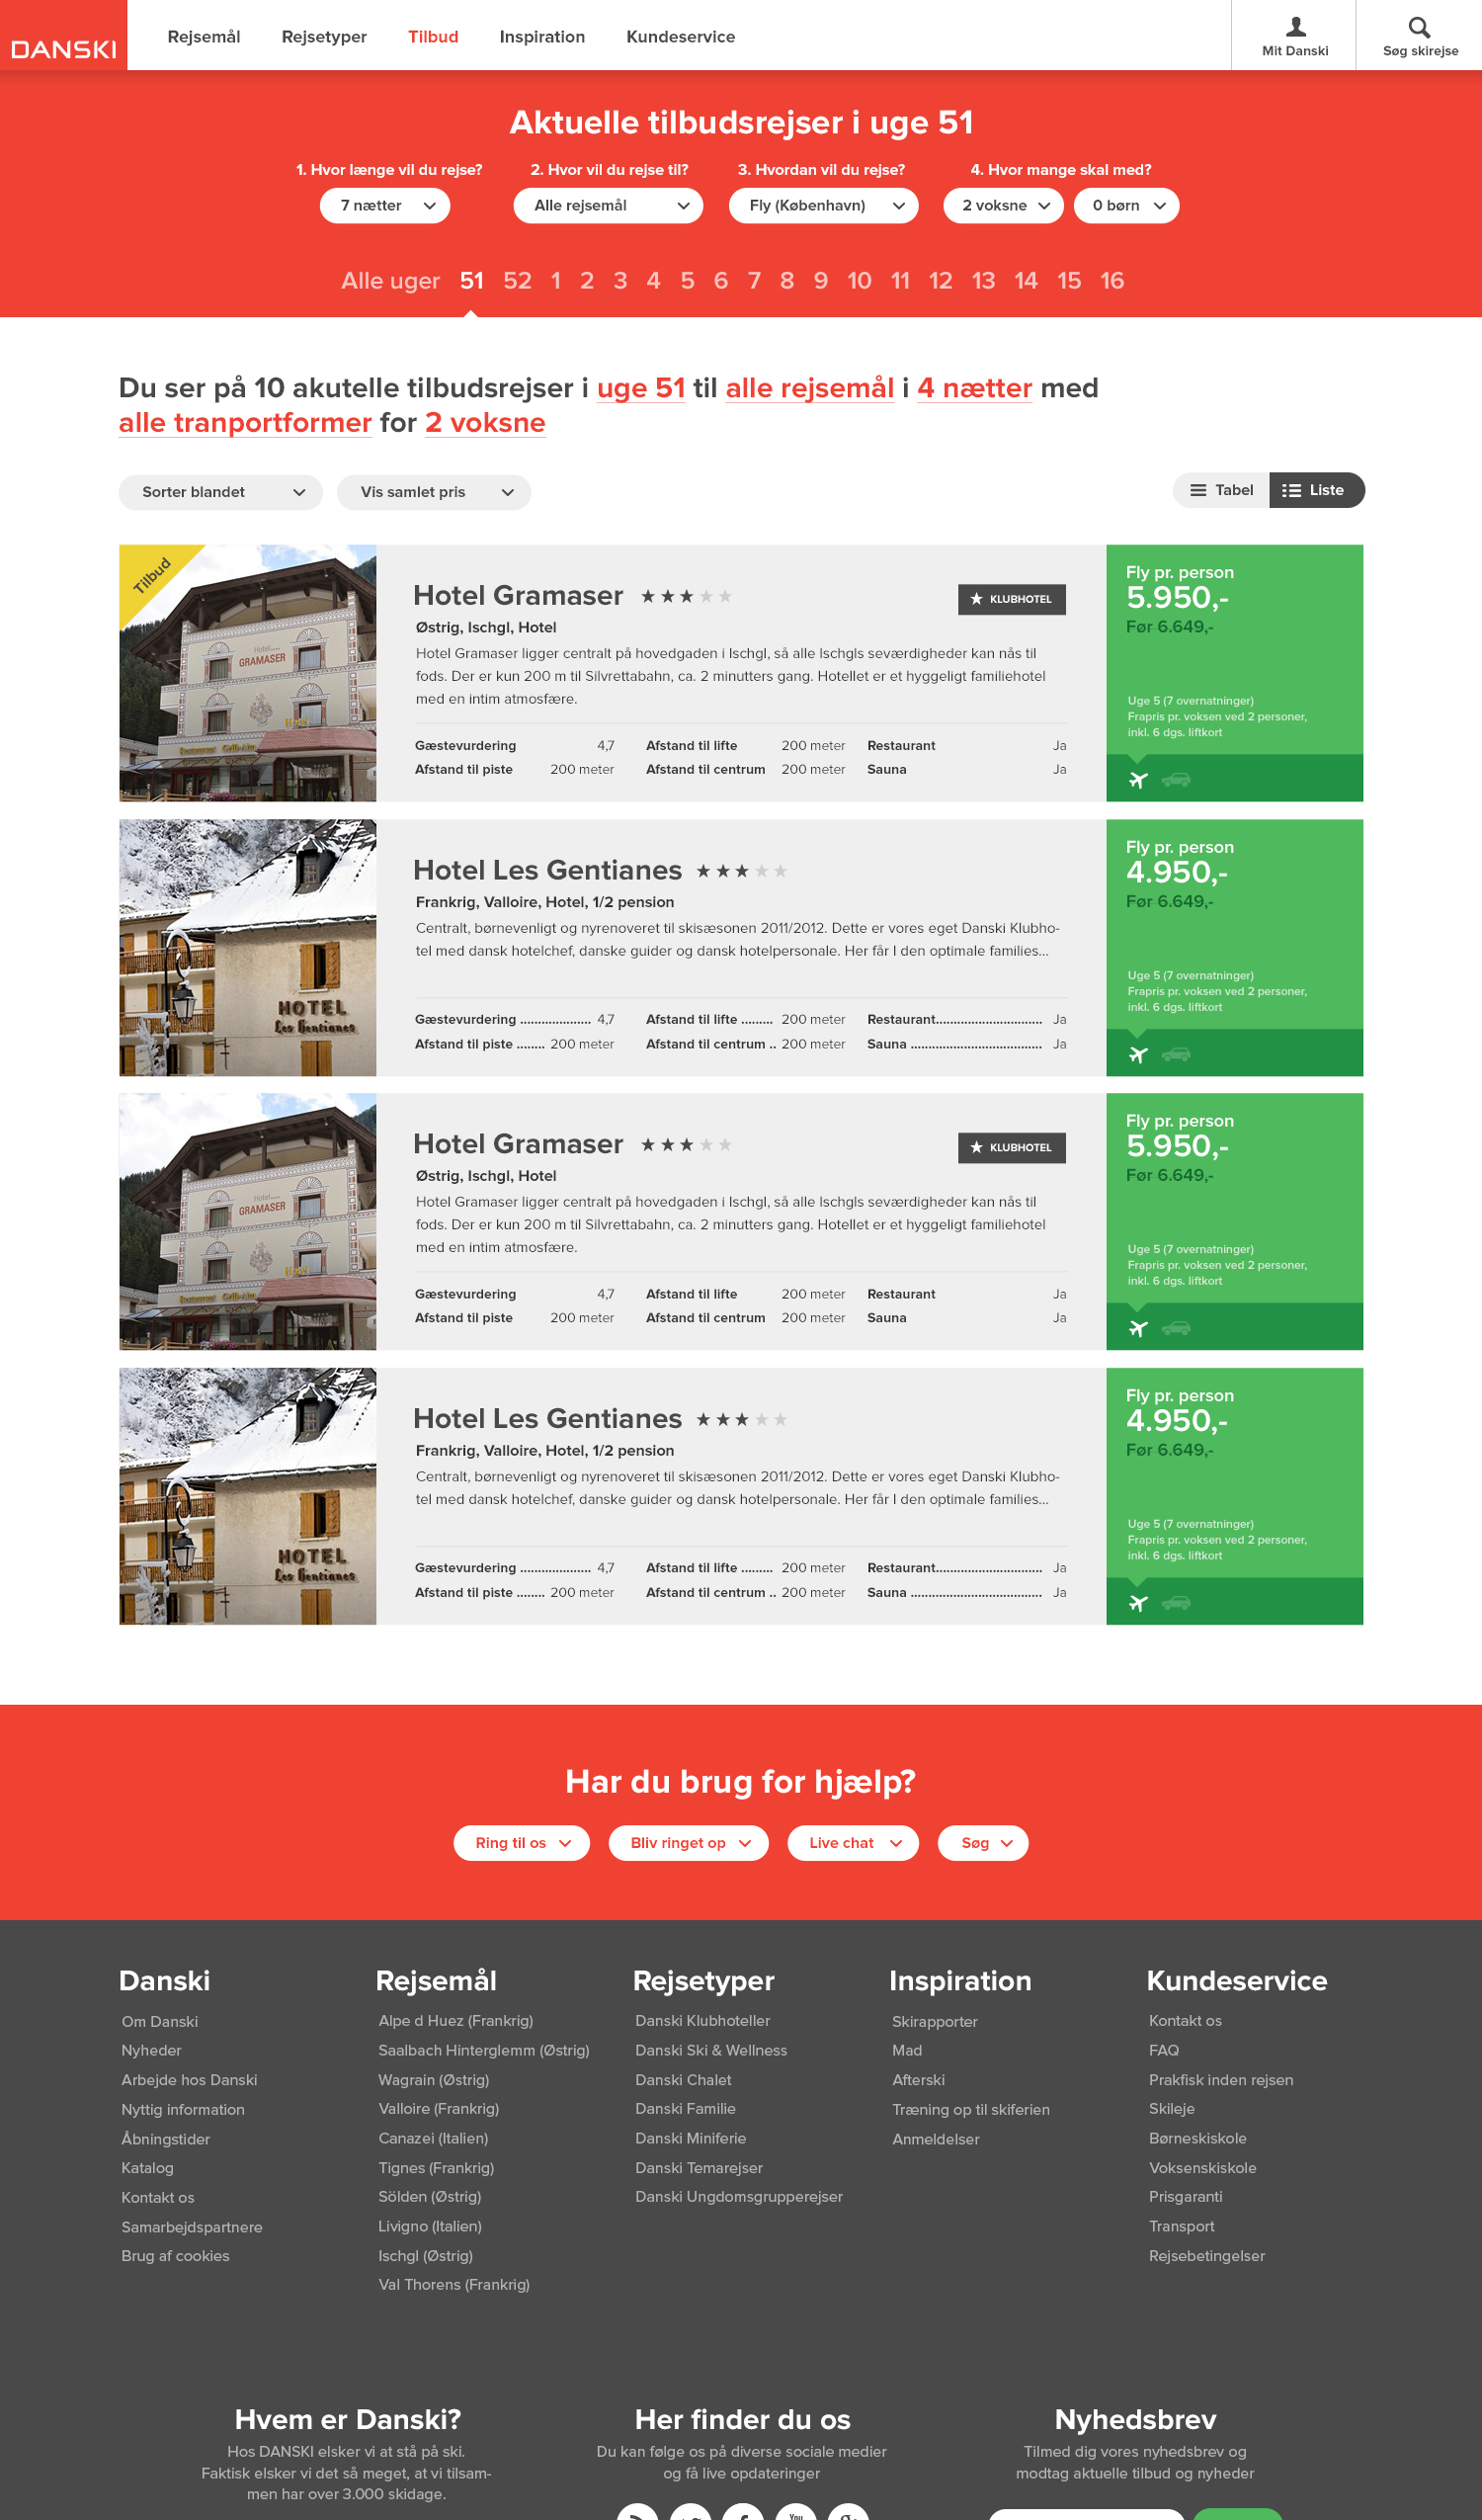 DANSKI
Rejsemål Rejsetyper Tilbud Inspiration Kundeservice
Mit Danski
Søg skirejse
Aktuelle tilbudsrejser i uge 51
1. Hvor længe vil du rejse? 2. Hvor vil du rejse til? 3. Hvordan vil du rejse? 4. Hvor mange skal med?
7 nætter Alle rejsemål Fly (København) 2 voksne 0 børn
Alle uger 51 52 1 2 3 4 5 6 7 8 9 10 11 12 13 14 15 16
Du ser på 10 akutelle tilbudsrejser i uge 51 til alle rejsemål i 4 nætter med
alle tranportformer for 2 voksne
Sorter blandet Vis samlet pris
Tabel Liste
Tilbud
Hotel
GRAMASER
Hotel
Hotel Gramaser
KLUBHOTEL
Østrig, Ischgl, Hotel
Hotel Gramaser ligger centralt på hovedgaden i Ischgl, så alle Ischgls seværdigheder kan nås til
fods. Der er kun 200 m til Silvrettabahn, ca. 2 minutters gang. Hotellet er et hyggeligt familiehotel
med en intim atmosfære.
Gæstevurdering 4,7 Afstand til lifte 200 meter Restaurant Ja
Afstand til piste 200 meter Afstand til centrum 200 meter Sauna Ja
Fly pr. person
5.950,-
Før 6.649,-
Uge 5 (7 overnatninger)
Frapris pr. voksen ved 2 personer,
inkl. 6 dgs. liftkort
HOTEL
Les Gentianes
Hotel Les Gentianes
Frankrig, Valloire, Hotel, 1/2 pension
Centralt, børnevenligt og nyrenoveret til skisæsonen 2011/2012. Dette er vores eget Danski Klubho-
tel med dansk hotelchef, danske guider og dansk hotelpersonale. Her får I den optimale families...
Gæstevurdering .................... 4,7 Afstand til lifte ......... 200 meter Restaurant.............................. Ja
Afstand til piste ........ 200 meter Afstand til centrum .. 200 meter Sauna ..................................... Ja
Fly pr. person
4.950,-
Før 6.649,-
Uge 5 (7 overnatninger)
Frapris pr. voksen ved 2 personer,
inkl. 6 dgs. liftkort
Hotel
GRAMASER
Hotel
Hotel Gramaser
KLUBHOTEL
Østrig, Ischgl, Hotel
Hotel Gramaser ligger centralt på hovedgaden i Ischgl, så alle Ischgls seværdigheder kan nås til
fods. Der er kun 200 m til Silvrettabahn, ca. 2 minutters gang. Hotellet er et hyggeligt familiehotel
med en intim atmosfære.
Gæstevurdering 4,7 Afstand til lifte 200 meter Restaurant Ja
Afstand til piste 200 meter Afstand til centrum 200 meter Sauna Ja
Fly pr. person
5.950,-
Før 6.649,-
Uge 5 (7 overnatninger)
Frapris pr. voksen ved 2 personer,
inkl. 6 dgs. liftkort
HOTEL
Les Gentianes
Hotel Les Gentianes
Frankrig, Valloire, Hotel, 1/2 pension
Centralt, børnevenligt og nyrenoveret til skisæsonen 2011/2012. Dette er vores eget Danski Klubho-
tel med dansk hotelchef, danske guider og dansk hotelpersonale. Her får I den optimale families...
Gæstevurdering .................... 4,7 Afstand til lifte ......... 200 meter Restaurant.............................. Ja
Afstand til piste ........ 200 meter Afstand til centrum .. 200 meter Sauna ..................................... Ja
Fly pr. person
4.950,-
Før 6.649,-
Uge 5 (7 overnatninger)
Frapris pr. voksen ved 2 personer,
inkl. 6 dgs. liftkort
Har du brug for hjælp?
Ring til os Bliv ringet op Live chat Søg
Danski
Om Danski
Nyheder
Arbejde hos Danski
Nyttig information
Åbningstider
Katalog
Kontakt os
Samarbejdspartnere
Brug af cookies
Rejsemål
Alpe d Huez (Frankrig)
Saalbach Hinterglemm (Østrig)
Wagrain (Østrig)
Valloire (Frankrig)
Canazei (Italien)
Tignes (Frankrig)
Sölden (Østrig)
Livigno (Italien)
Ischgl (Østrig)
Val Thorens (Frankrig)
Rejsetyper
Danski Klubhoteller
Danski Ski & Wellness
Danski Chalet
Danski Familie
Danski Miniferie
Danski Temarejser
Danski Ungdomsgrupperejser
Inspiration
Skirapporter
Mad
Afterski
Træning op til skiferien
Anmeldelser
Kundeservice
Kontakt os
FAQ
Prakfisk inden rejsen
Skileje
Børneskiskole
Voksenskiskole
Prisgaranti
Transport
Rejsebetingelser
Hvem er Danski?
Hos DANSKI elsker vi at stå på ski.
Faktisk elsker vi det så meget, at vi tilsam-
men har over 3.000 skidage.
Her finder du os
Du kan følge os på diverse sociale medier
og få live opdateringer
You
Nyhedsbrev
Tilmed dig vores nyhedsbrev og
modtag aktuelle tilbud og nyheder